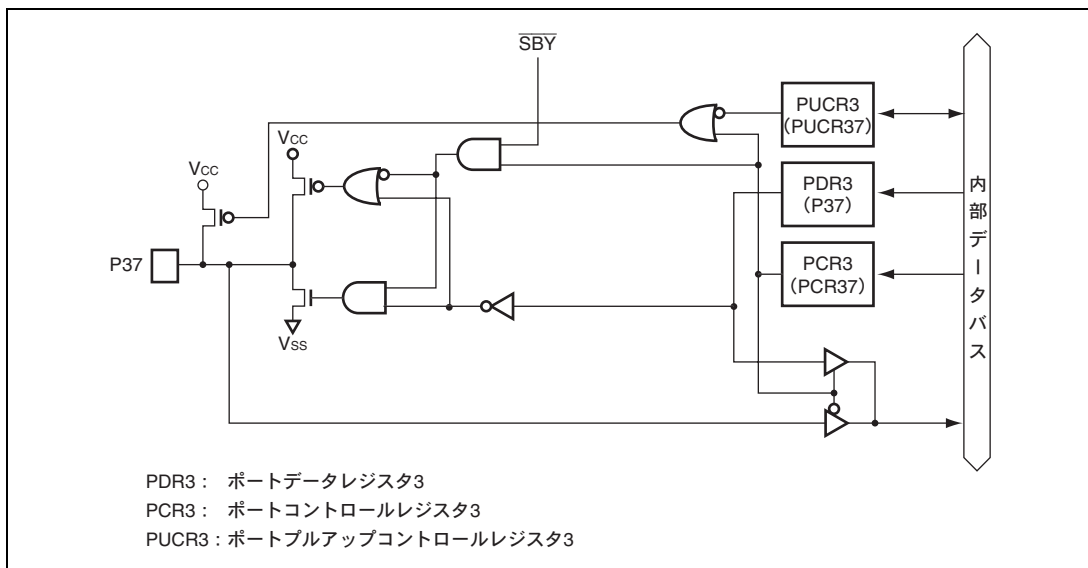 SBY
PUCR3
(PUCR37)
VCC
VCC
PDR3
(P37)
P37
PCR3
(PCR37)
VSS
内部データバス
PDR3： ポートデータレジスタ3
PCR3： ポートコントロールレジスタ3
PUCR3：ポートプルアップコントロールレジスタ3